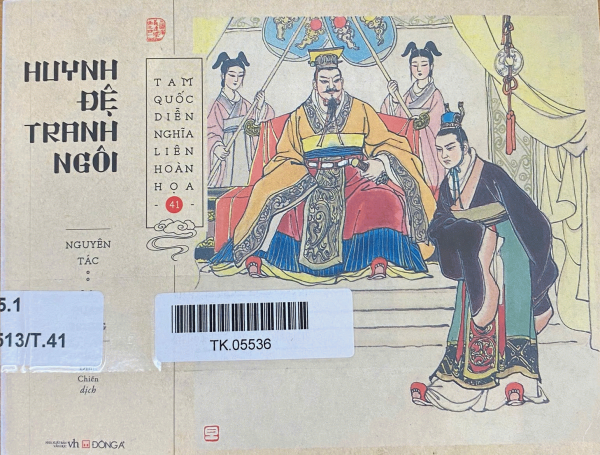 HUYNH
ĐỆ
TRANH
NGÔI
TAM
QUỐC
DIỄN
NGHĨA
LIÊN
HOÀN
HỌA
- 41 -
NGUYÊN
TÁC
5.1
513/T.41
TK.05536
Chiến
dịch
vh ĐÔNG A